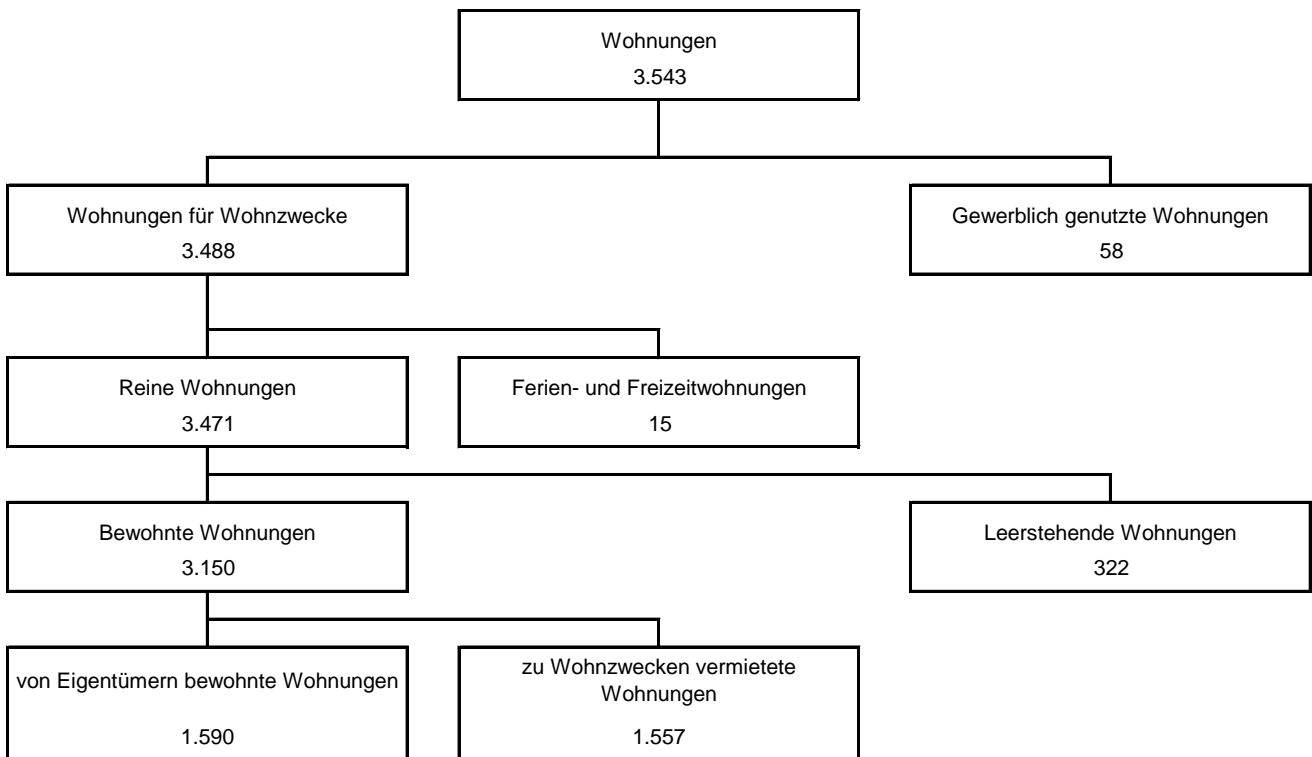 Wohnungen
3.543
Wohnungen für Wohnzwecke
3.488
Gewerblich genutzte Wohnungen
58
Reine Wohnungen
3.471
Ferien- und Freizeitwohnungen
15
Bewohnte Wohnungen
3.150
Leerstehende Wohnungen
322
von Eigentümern bewohnte Wohnungen
1.590
zu Wohnzwecken vermietete
Wohnungen
1.557